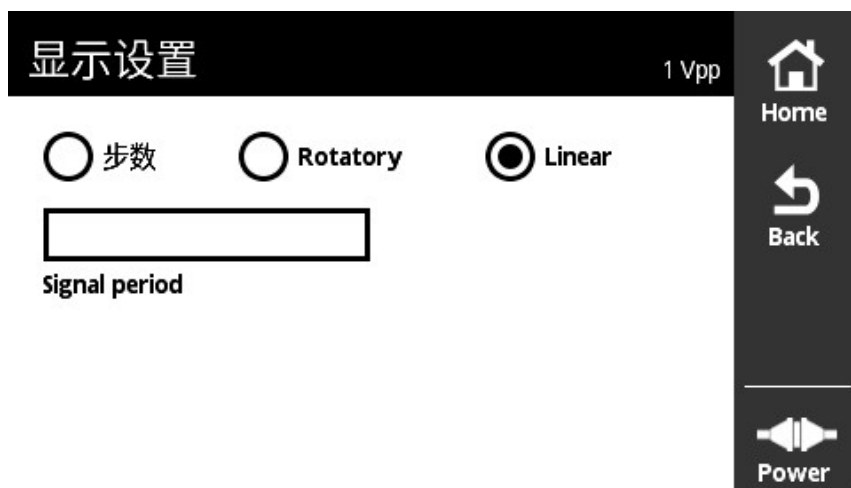 显示设置
1 Vpp
步数 Rotatory Linear
Signal period
Home
Back
Power